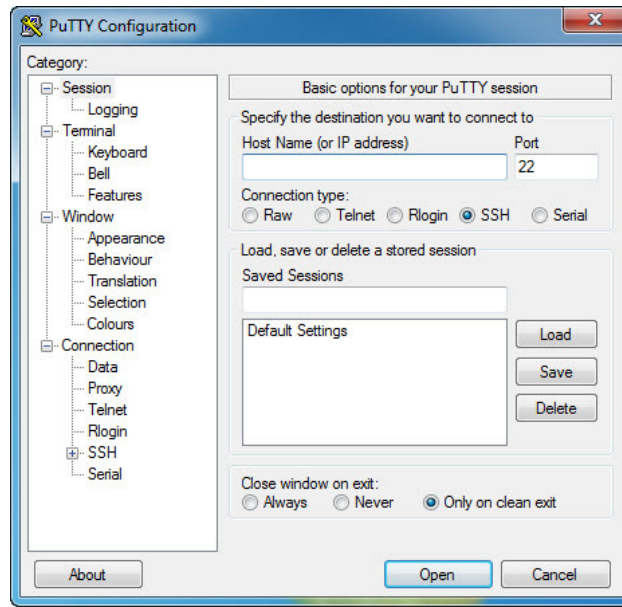 PuTTY Configuration
Category:
Session
Logging
Terminal
Keyboard
Bell
Features
Window
Appearance
Behaviour
Translation
Selection
Colours
Connection
Data
Proxy
Telnet
Rlogin
SSH
Serial
Basic options for your PuTTY session
Specify the destination you want to connect to
Host Name (or IP address) Port
22
Connection type:
Raw Telnet Rlogin SSH Serial
Load, save or delete a stored session
Saved Sessions
Default Settings
Load
Save
Delete
Close window on exit:
Always Never Only on clean exit
About Open Cancel